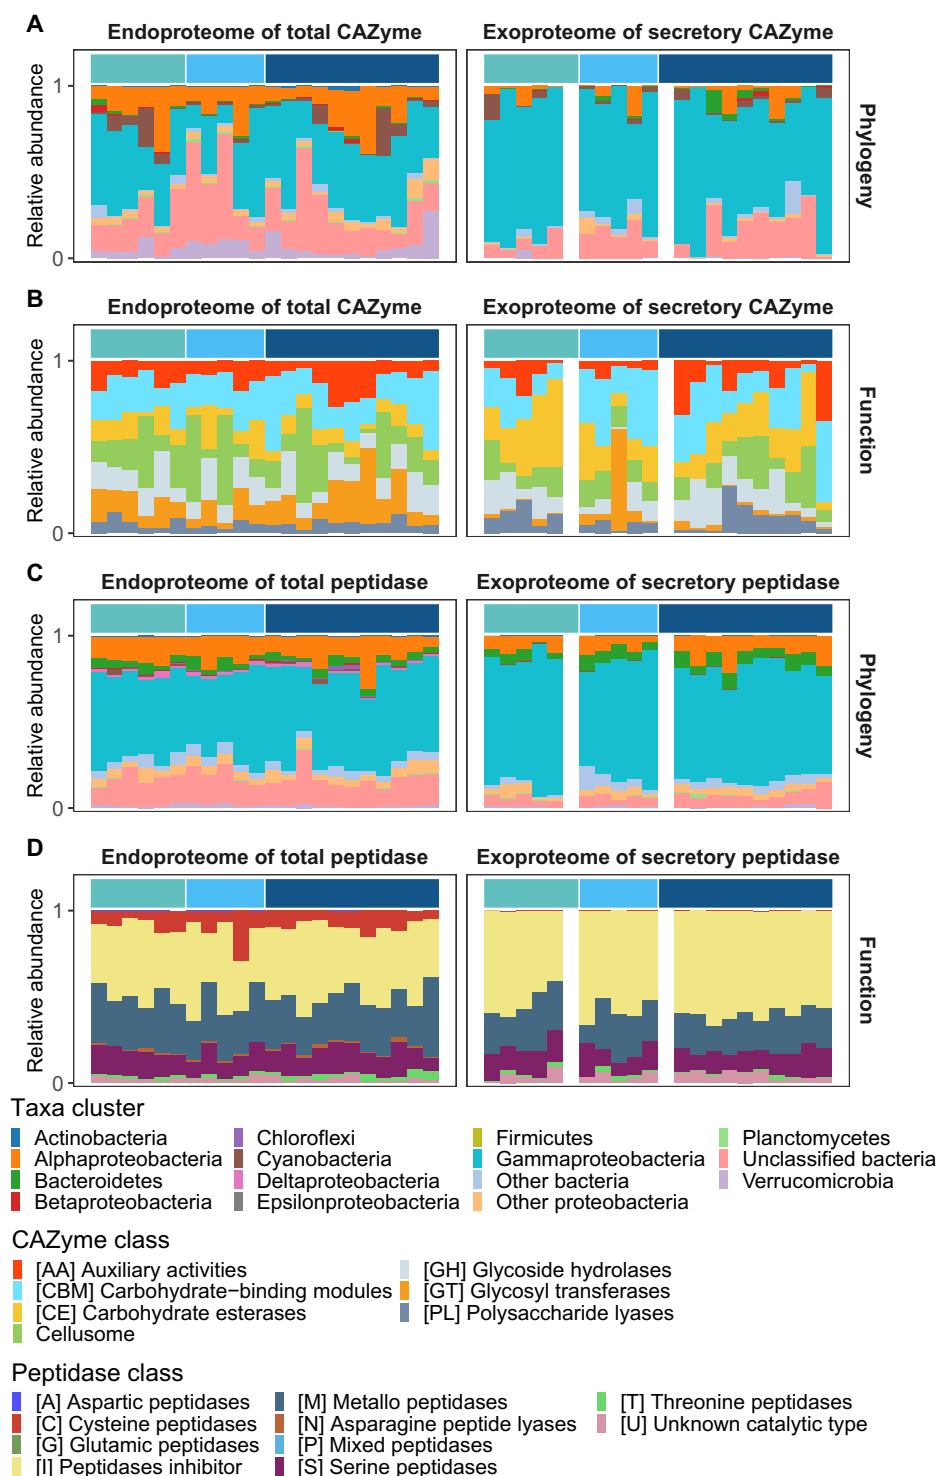 A
Endoproteome of total CAZyme
Exoproteome of secretory CAZyme
Relative abundance
1
0
Phylogeny
B
Endoproteome of total CAZyme
Exoproteome of secretory CAZyme
Relative abundance
1
0
Function
C
Endoproteome of total peptidase
Exoproteome of secretory peptidase
Relative abundance
1
0
Phylogeny
D
Endoproteome of total peptidase
Exoproteome of secretory peptidase
Relative abundance
1
0
Function
Taxa cluster
Actinobacteria
Chloroflexi
Firmicutes
Planctomycetes
Alphaproteobacteria
Cyanobacteria
Gammaproteobacteria
Unclassified bacteria
Bacteroidetes
Deltaproteobacteria
Other bacteria
Verrucomicrobia
Betaproteobacteria
Epsilonproteobacteria
Other proteobacteria
CAZyme class
[AA] Auxiliary activities
[GH] Glycoside hydrolases
[CBM] Carbohydrate−binding modules
[GT] Glycosyl transferases
[CE] Carbohydrate esterases
[PL] Polysaccharide lyases
Cellusome
Peptidase class
[A] Aspartic peptidases
[M] Metallo peptidases
[T] Threonine peptidases
[C] Cysteine peptidases
[N] Asparagine peptide lyases
[U] Unknown catalytic type
[G] Glutamic peptidases
[P] Mixed peptidases
[I] Peptidases inhibitor
[S] Serine peptidases